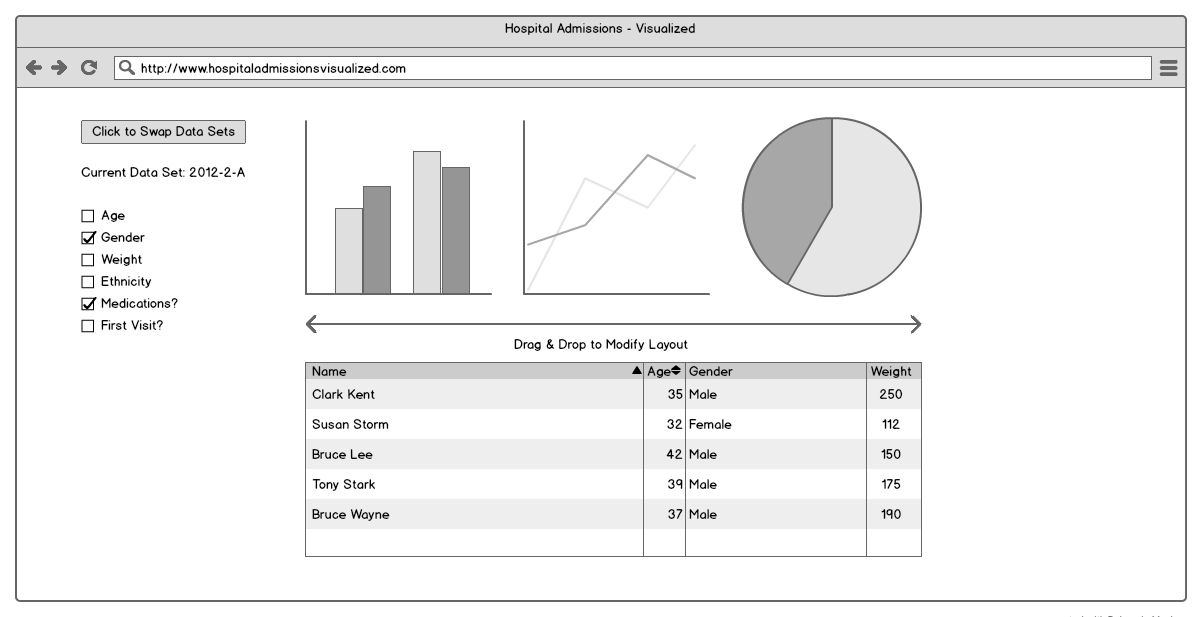 Hospital Admissions - Visualized
http://www.hospitaladmissionsvisualized.com
Click to Swap Data Sets
Current Data Set: 2012-2-A
Age
Gender
Weight
Ethnicity
Medications?
First Visit?
Drag & Drop to Modify Layout
Name Age Gender Weight
Clark Kent 35 Male 250
Susan Storm 32 Female 112
Bruce Lee 42 Male 150
Tony Stark 39 Male 175
Bruce Wayne 37 Male 190